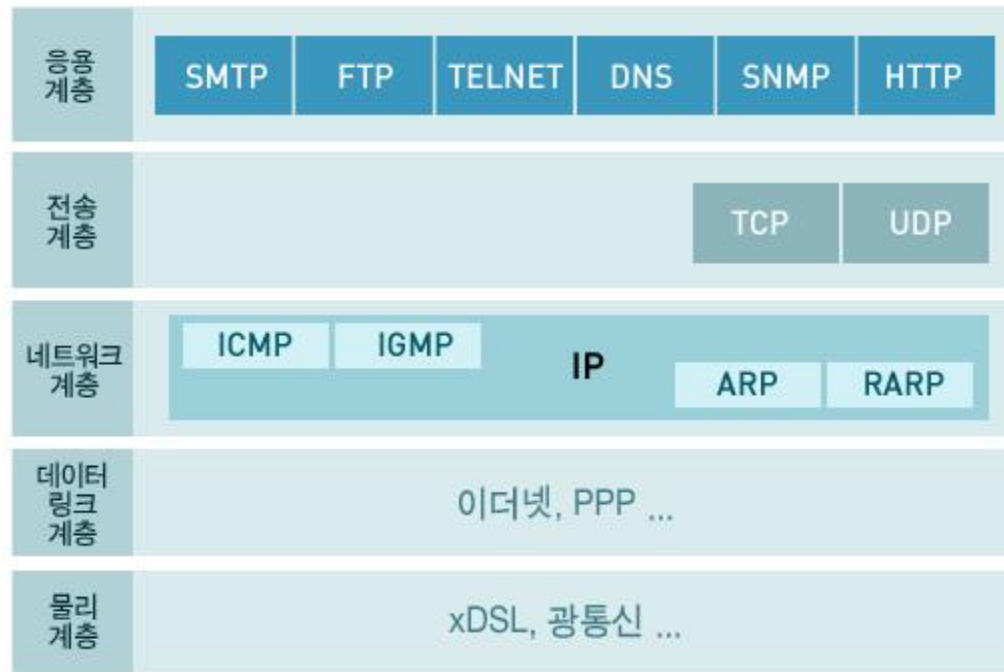 응용
계층
SMTP FTP TELNET DNS SNMP HTTP
전송
계층
TCP UDP
네트워크
계층
ICMP IGMP
IP
ARP RARP
데이터
링크
계층
이더넷, PPP ...
물리
계층
xDSL, 광통신 ...